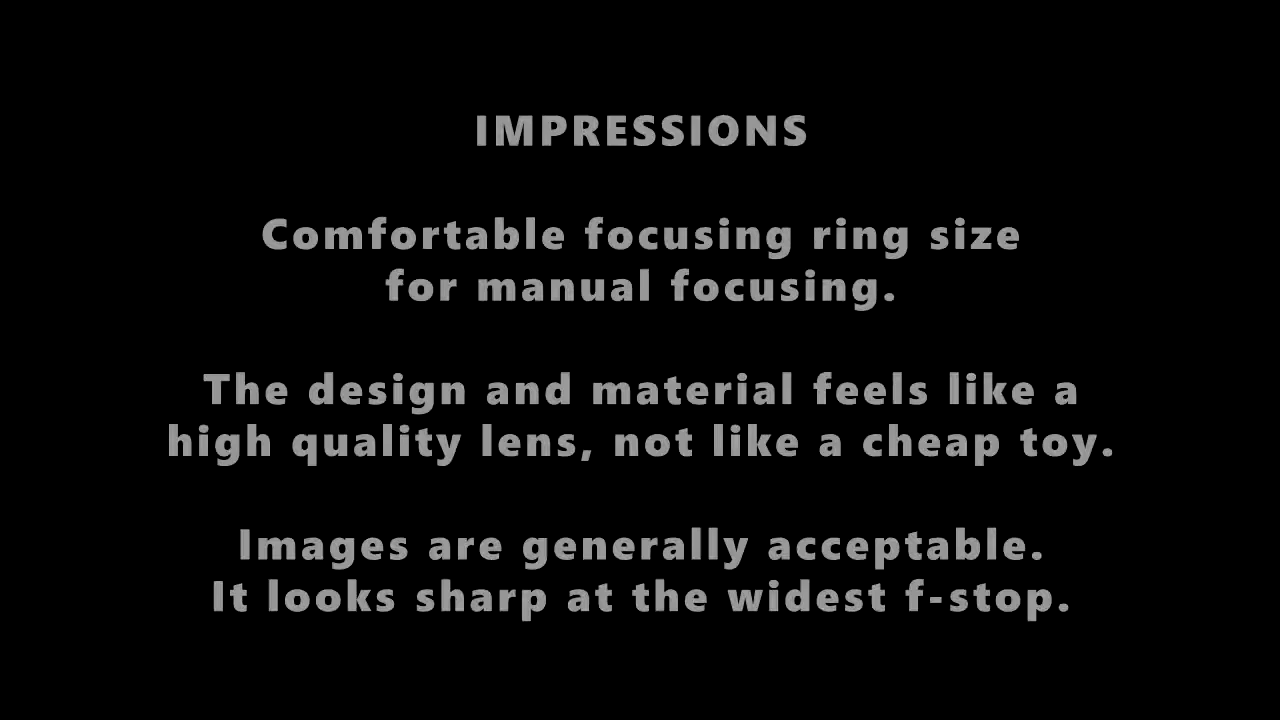 IMPRESSIONS
Comfortable focusing ring size
for manual focusing.
The design and material feels like a
high quality lens, not like a cheap toy.
Images are generally acceptable.
It looks sharp at the widest f-stop.